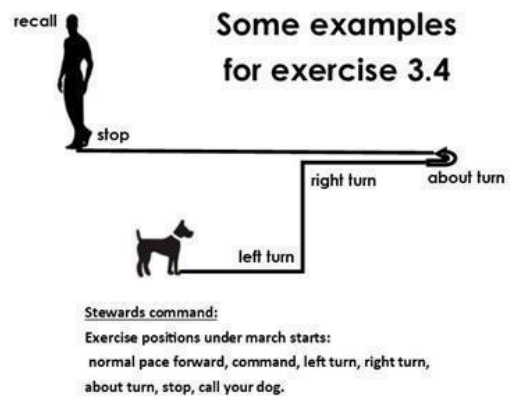 recall
Some examples
for exercise 3.4
stop
right turn
about turn
left turn
Stewards command:
Exercise positions under march starts:
normal pace forward, command, left turn, right turn,
about turn, stop, call your dog.